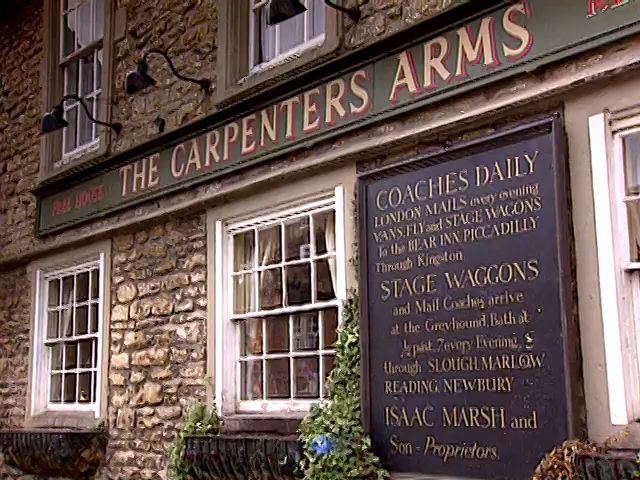 FREE HOUSE THE CARPENTERS ARMS
COACHES DAILY
LONDON MAILS every evening
VANS, FLY and STAGE WAGONS
To the BEAR INN, PICCADILLY
Through Kingston
STAGE WAGGONS
and Mail Coaches arrive
at the Greyhound, Bath at
½ past 7 every Evening, &
through SLOUGH, MARLOW
READING, NEWBURY
ISAAC MARSH and
Son - Proprietors.